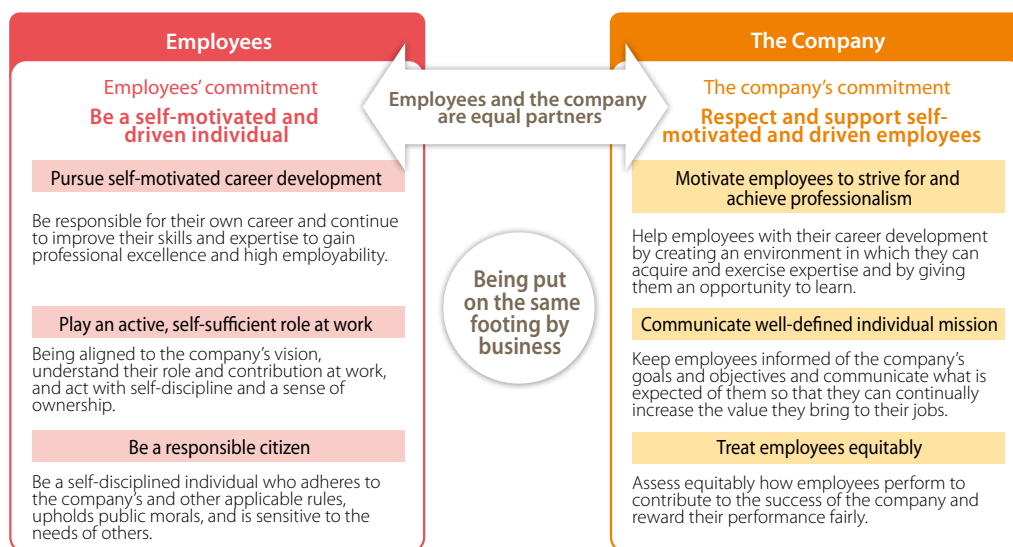 Employees
Employees' commitment
Be a self-motivated and
driven individual
Pursue self-motivated career development
Be responsible for their own career and continue
to improve their skills and expertise to gain
professional excellence and high employability.
Play an active, self-sufficient role at work
Being aligned to the company's vision,
understand their role and contribution at work,
and act with self-discipline and a sense of
ownership.
Be a responsible citizen
Be a self-disciplined individual who adheres to
the company's and other applicable rules,
upholds public morals, and is sensitive to the
needs of others.
Employees and the company
are equal partners
Being put
on the same
footing by
business
The Company
The company's commitment
Respect and support self-
motivated and driven employees
Motivate employees to strive for and
achieve professionalism
Help employees with their career development
by creating an environment in which they can
acquire and exercise expertise and by giving
them an opportunity to learn.
Communicate well-defined individual mission
Keep employees informed of the company's
goals and objectives and communicate what is
expected of them so that they can continually
increase the value they bring to their jobs.
Treat employees equitably
Assess equitably how employees perform to
contribute to the success of the company and
reward their performance fairly.